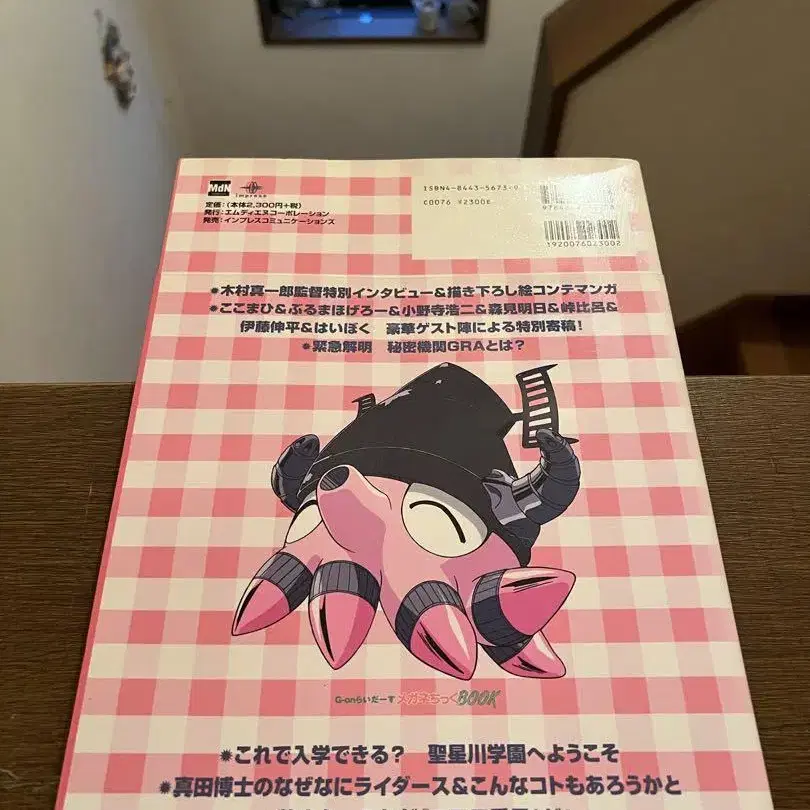 MdN
impress
定価:(本体2,300円+税)
発行:エムディエヌコーポレーション
発売:インプレスコミュニケーションズ
ISBN4-8443-5673-9
C0076 ¥2300E
1920076023002
●木村真一郎監督特別インタビュー&描き下ろし絵コンテマンガ
●ここまひ&ぶるまほげろー&小野寺浩二&森見明日&峠比呂&
伊藤伸平&はいぼく 豪華ゲスト陣による特別寄稿!
●緊急解明 秘密機関GRAとは?
G-onらいだーす メガネちっくBOOK
●これで入学できる? 聖星川学園へようこそ
●真田博士のなぜなにライダース&こんなコトもあろうかと